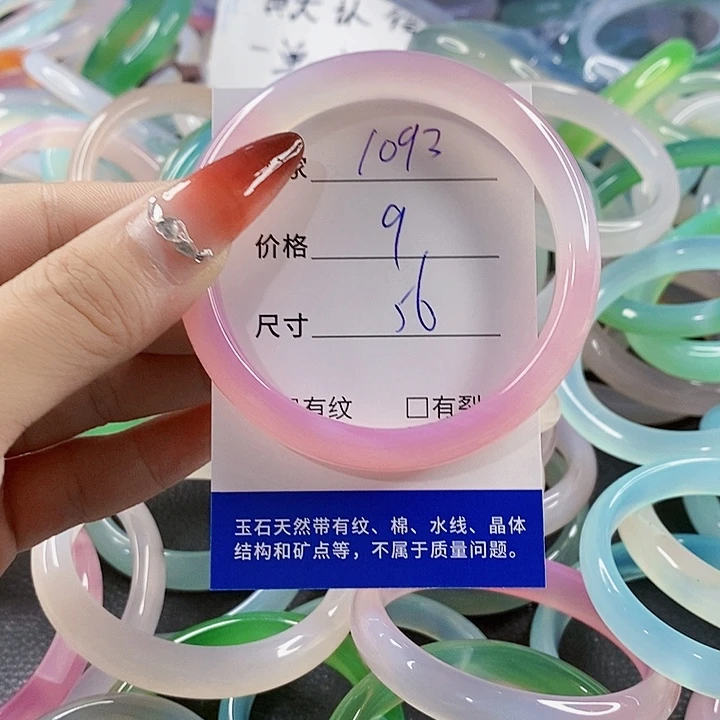 家 1093
价格 9
尺寸 56
有纹 □有裂
玉石天然带有纹、棉、水线、晶体
结构和矿点等，不属于质量问题。